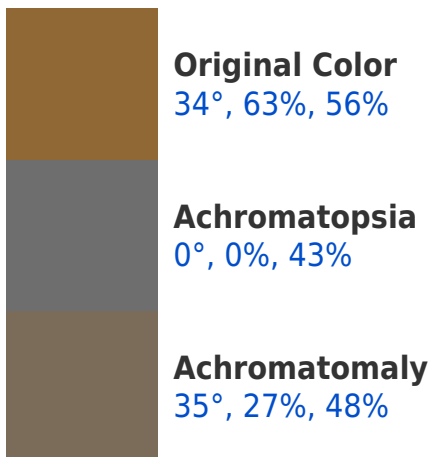 Original Color
34°, 63%, 56%
Achromatopsia
0°, 0%, 43%
Achromatomaly
35°, 27%, 48%